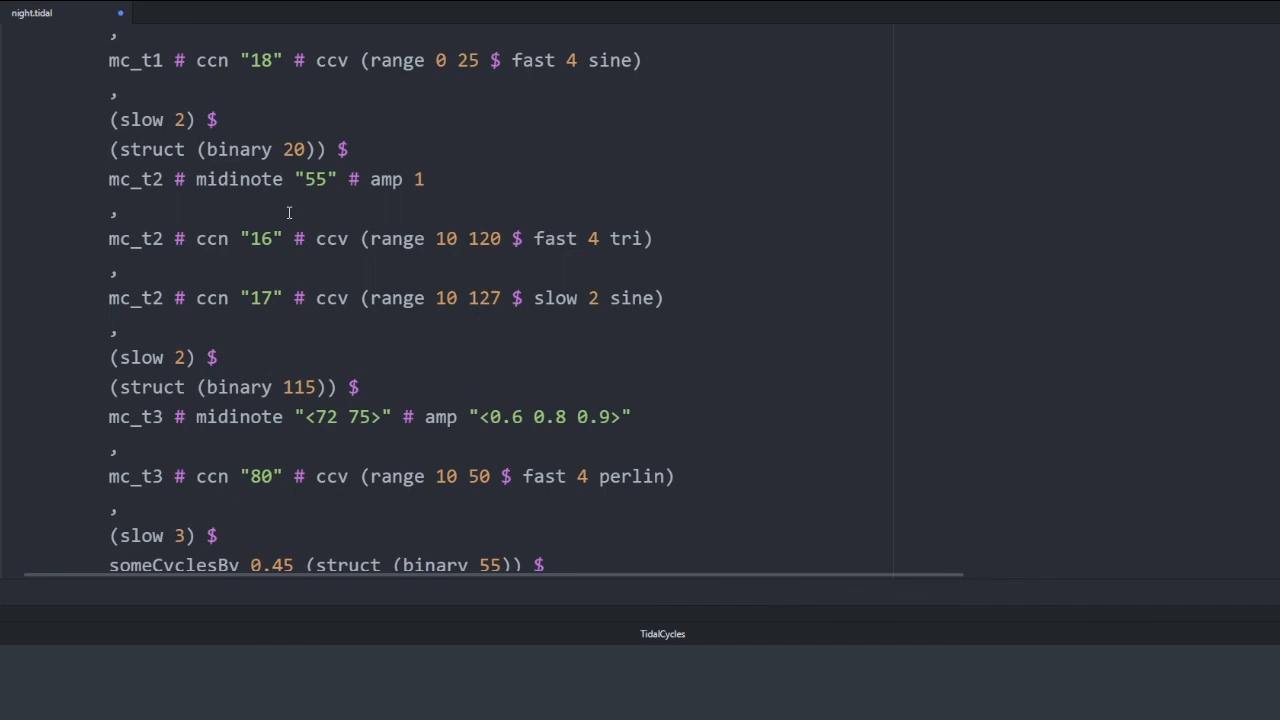 night.tidal
,
mc_t1 # ccn "18" # ccv (range 0 25 $ fast 4 sine)
,
(slow 2) $
(struct (binary 20)) $
mc_t2 # midinote "55" # amp 1
,
mc_t2 # ccn "16" # ccv (range 10 120 $ fast 4 tri)
,
mc_t2 # ccn "17" # ccv (range 10 127 $ slow 2 sine)
,
(slow 2) $
(struct (binary 115)) $
mc_t3 # midinote "<72 75>" # amp "<0.6 0.8 0.9>"
,
mc_t3 # ccn "80" # ccv (range 10 50 $ fast 4 perlin)
,
(slow 3) $
someCyclesBy 0.45 (struct (binary 55)) $
TidalCycles